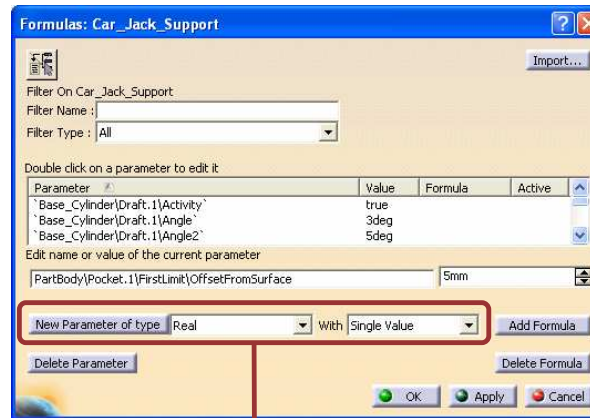 Formulas: Car_Jack_Support
Import...
Filter On Car_Jack_Support
Filter Name :
Filter Type : All
Double click on a parameter to edit it
Parameter Value Formula Active
`Base_Cylinder\Draft.1\Activity` true
`Base_Cylinder\Draft.1\Angle` 3deg
`Base_Cylinder\Draft.1\Angle2` 5deg
Edit name or value of the current parameter
PartBody\Pocket.1\FirstLimit\OffsetFromSurface 5mm
New Parameter of type Real With Single Value Add Formula
Delete Parameter Delete Formula
OK Apply Cancel